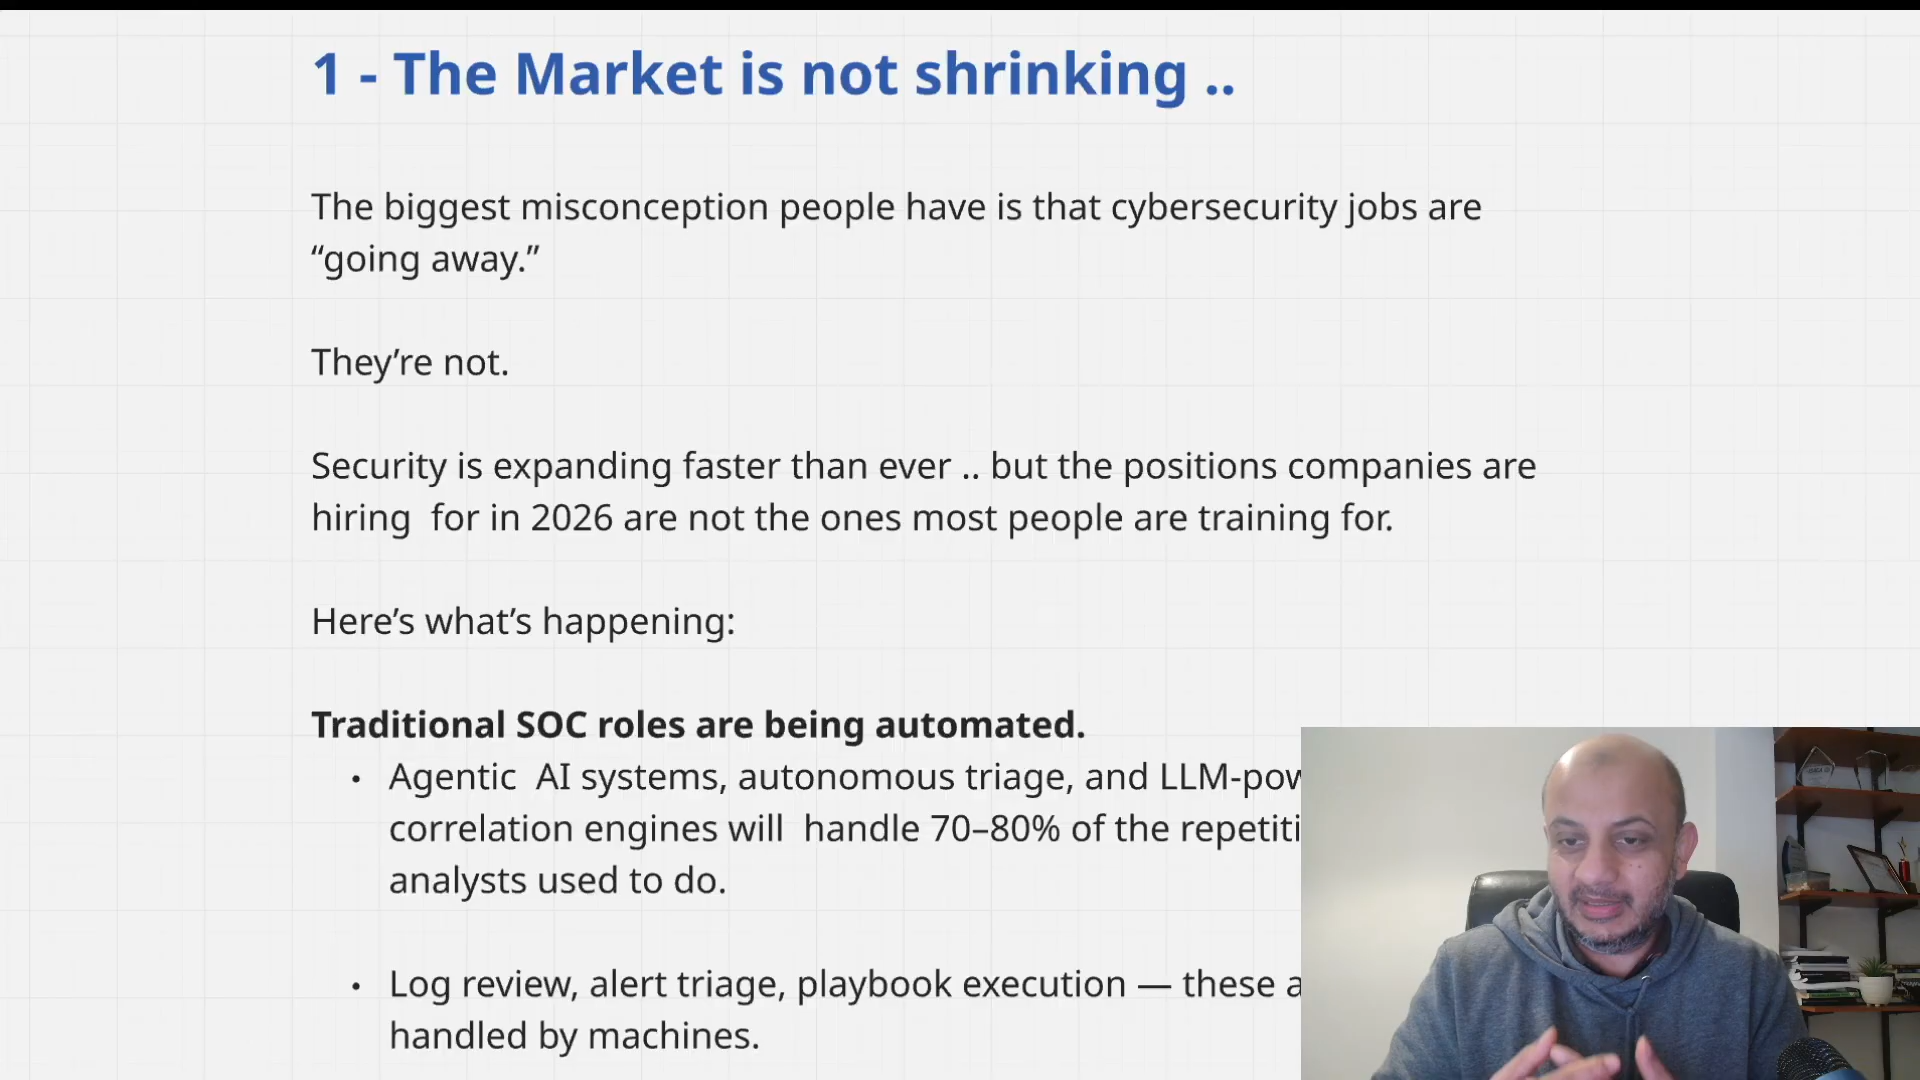 1 - The Market is not shrinking ..
The biggest misconception people have is that cybersecurity jobs are
“going away.”
They’re not.
Security is expanding faster than ever .. but the positions companies are
hiring  for in 2026 are not the ones most people are training for.
Here’s what’s happening:
Traditional SOC roles are being automated.
• Agentic  AI systems, autonomous triage, and
correlation engines will  handle 70–80% of the
analysts used to do.
• Log review, alert triage, playbook execution — these
handled by machines.